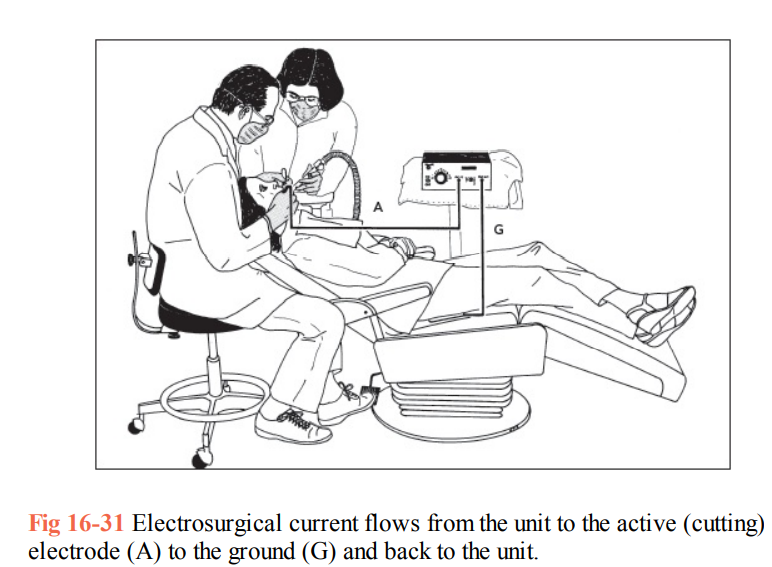 A
G
Fig 16-31 Electrosurgical current flows from the unit to the active (cutting)
electrode (A) to the ground (G) and back to the unit.